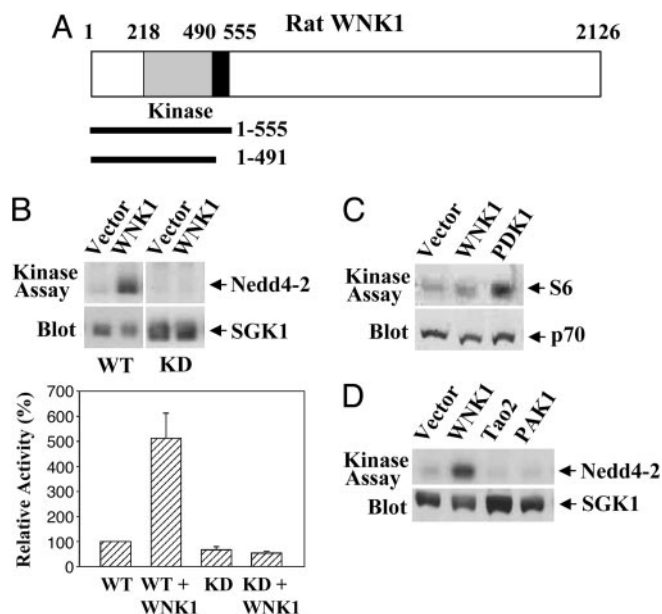 A
Rat WNK1
1 218 490 555 2126
Kinase
1-555
1-491
B
Vector WNK1 Vector WNK1
Kinase Assay
Nedd4-2
Blot
SGK1
WT KD
Relative Activity (%)
700
600
500
400
300
200
100
0
WT WT + WNK1 KD KD + WNK1
C
Vector WNK1 PDK1
Kinase Assay
S6
Blot
p70
D
Vector WNK1 Tao2 PAK1
Kinase Assay
Nedd4-2
Blot
SGK1